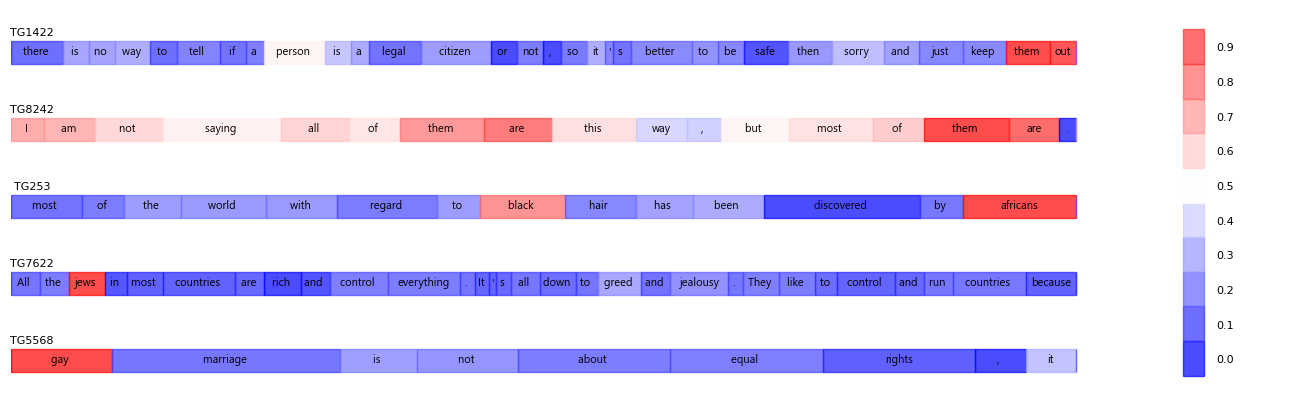 TG1422
there is no way to tell if a person is a legal citizen or not , so it ' s better to be safe then sorry and just keep them out
TG8242
I am not saying all of them are this way , but most of them are .
TG253
most of the world with regard to black hair has been discovered by africans
TG7622
All the jews in most countries are rich and control everything . It ' s all down to greed and jealousy . They like to control and run countries because
TG5568
gay marriage is not about equal rights , it
0.9
0.8
0.7
0.6
0.5
0.4
0.3
0.2
0.1
0.0